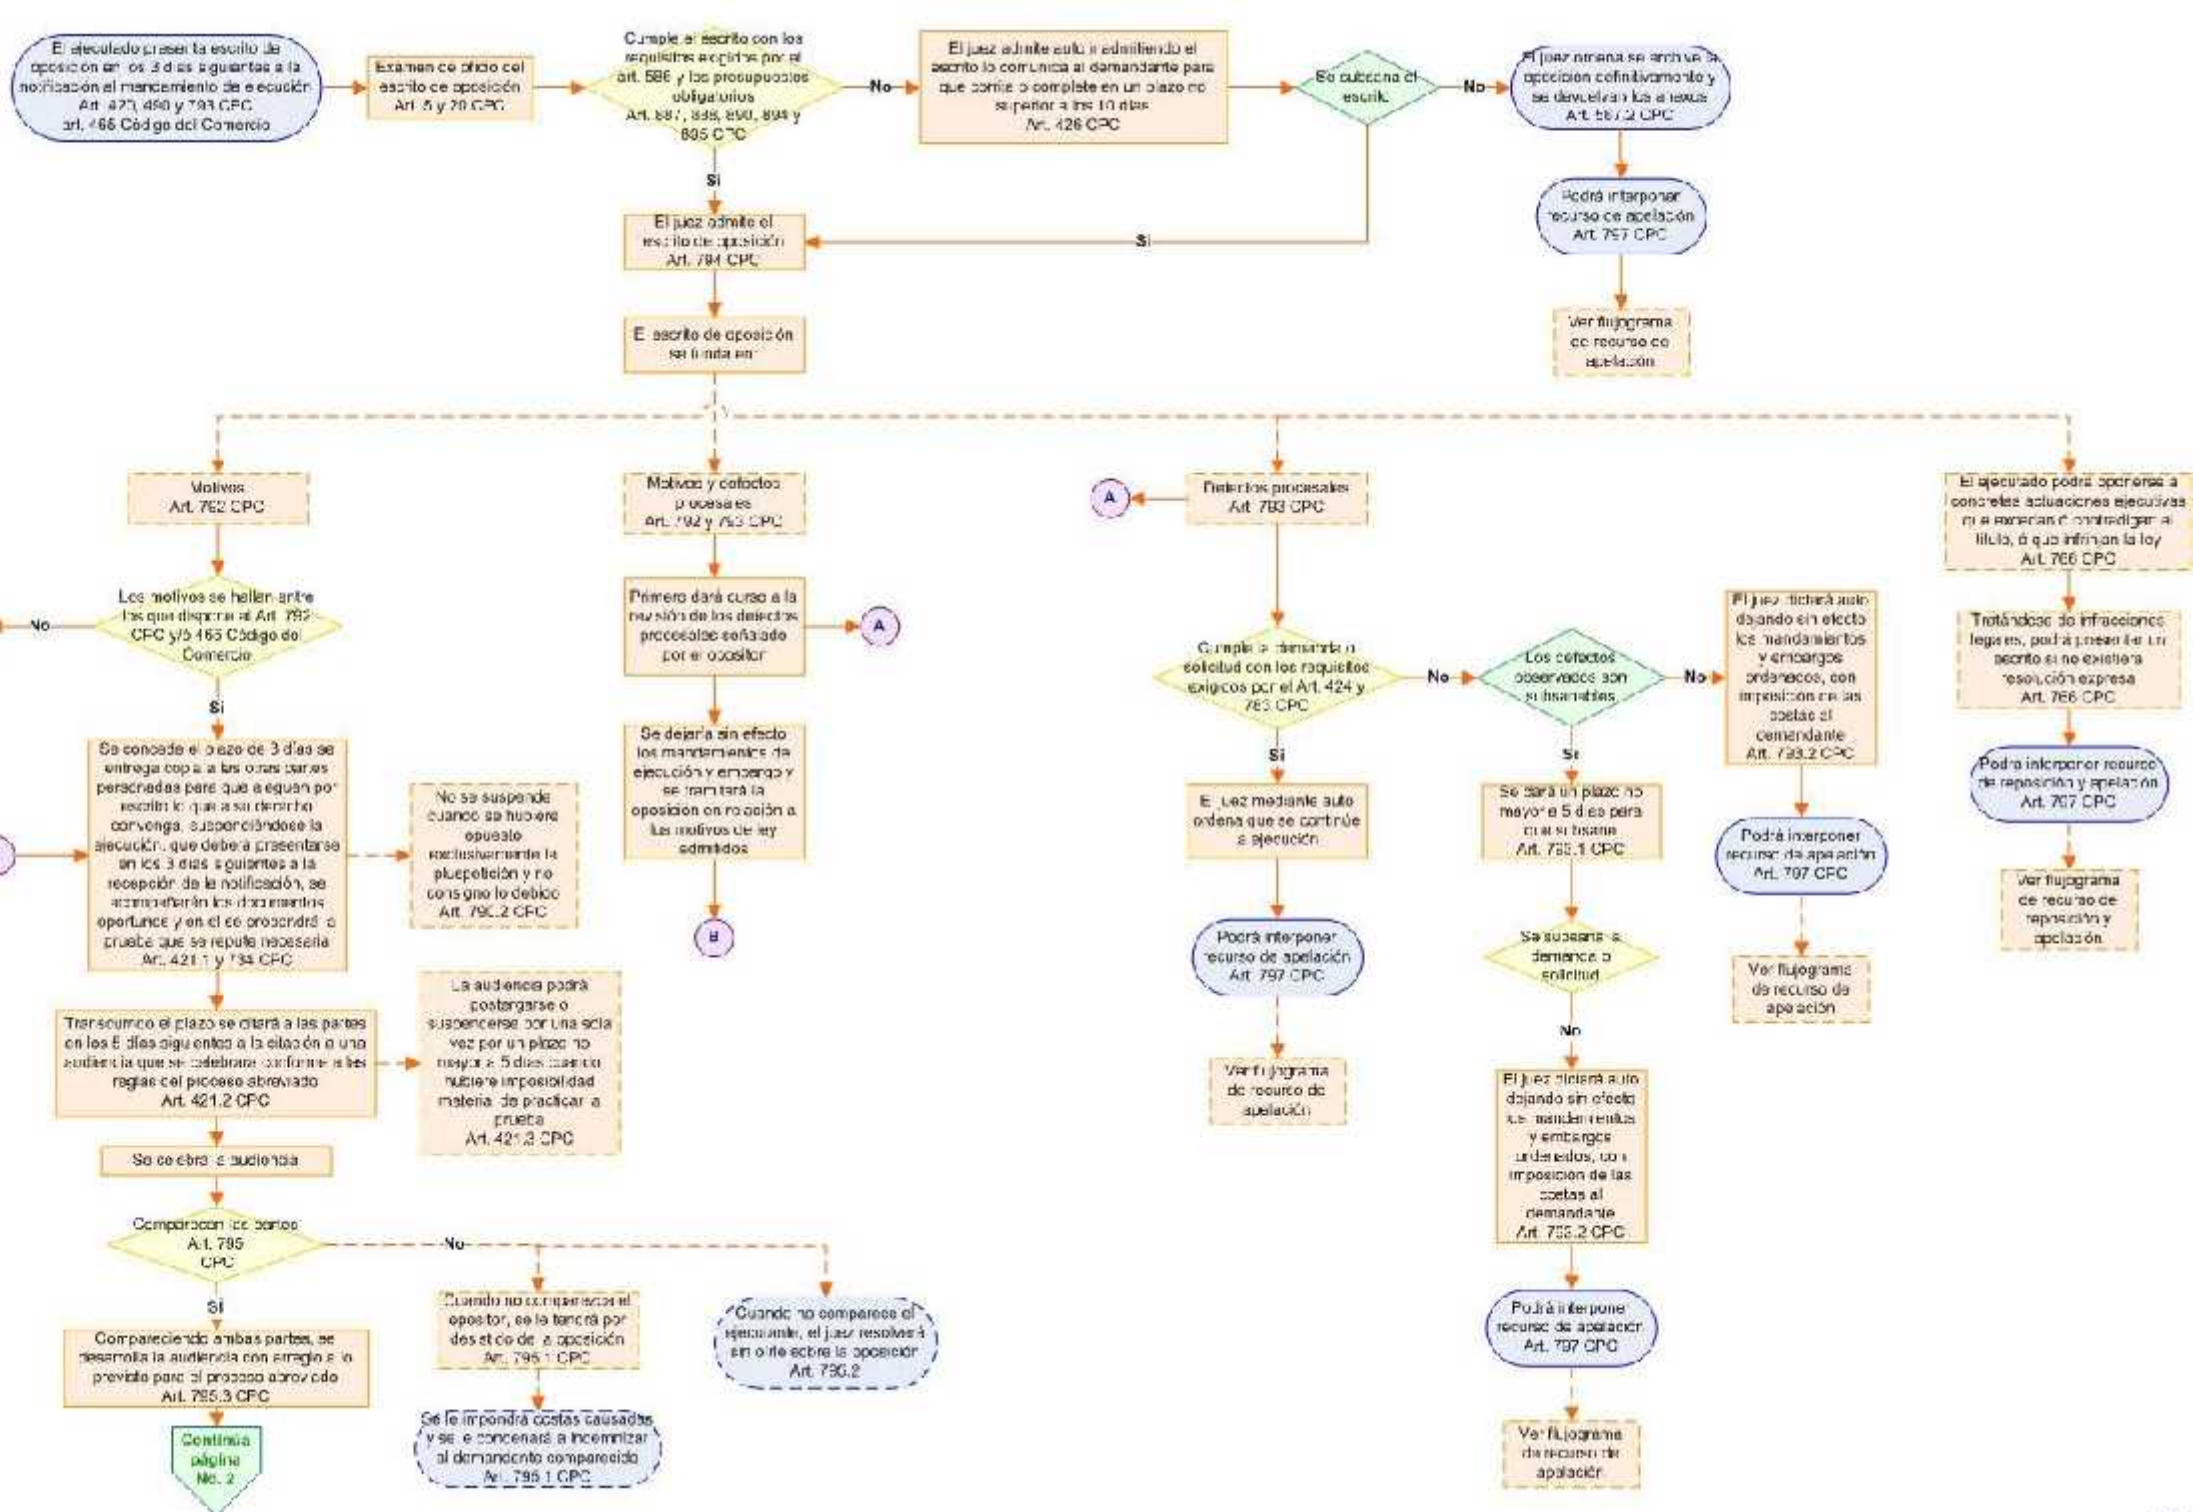 El ejecutado presenta escrito de
oposición en los 3 días siguientes a la
notificación al mandamiento de ejecución
Art. 420, 490 y 793 CPC
art. 465 Código del Comercio
Examen de oficio del
escrito de oposición
Art. 5 y 20 CPC
Cumple el escrito con los
requisitos exigidos por el
art. 586 y los presupuestos
obligatorios
CPC
No
El juez admite auto inadmitiendo el
escrito lo comunica al demandante para
que corrija o complete en un plazo no
superior a los 10 días
Art. 426 CPC
Se subsana el
escrito
No
El juez ordena se archive la
oposición definitivamente y
se devuelvan los anexos
Art. 587.2 CPC
Podrá interponer
recurso de apelación
Art. 797 CPC
Ver flujograma
de recurso de
apelación
Si
El juez admite el
escrito de oposición
Art. 794 CPC
Si
El escrito de oposición
se funda en
Motivos
Art. 792 CPC
Los motivos se hallan entre
los que dispone el Art. 792
CPC y/ó 465 Código del
Comercio
No
Si
Se concede el plazo de 3 días se
entrega copia a las otras partes
personadas para que aleguen por
escrito lo que a su derecho
convenga, suspendiéndose la
ejecución, que deberá presentarse
en los 3 días siguientes a la
recepción de la notificación, se
acompañarán los documentos
oportunos y en el se propondrá la
prueba que se repute necesaria
Art. 421.1 y 794 CPC
No se suspende
cuando se hubiere
opuesto
exclusivamente la
pluspetición y no
consigno lo debido
Art. 790.2 CPC
Transcurrido el plazo se citará a las partes
en los 5 días siguientes a la citación a una
audiencia que se celebrara conforme a las
reglas del proceso abreviado
Art. 421.2 CPC
La audiencia podrá
postergarse o
suspenderse por una sola
vez por un plazo no
mayor a 5 días cuando
hubiere imposibilidad
material de practicar la
prueba
Art. 421.3 CPC
Se celebra la audiencia
Comparecen las partes
Art. 795
CPC
No
Si
Compareciendo ambas partes, se
desarrolla la audiencia con arreglo a lo
previsto para el proceso abreviado
Art. 795.3 CPC
Continúa
página
No. 2
Cuando no comparezca el
opositor, se le tendrá por
desistido de la oposición
Art. 795.1 CPC
Se le impondrá costas causadas
y se le condenará a indemnizar
al demandante comparecido
Art. 795.1 CPC
Cuando no comparece el
ejecutante, el juez resolverá
sin oírle sobre la oposición
Art. 795.2
Motivos y defectos
procesales
Art. 792 y 793 CPC
Primero dará curso a la
revisión de los defectos
procesales señalado
por el opositor
A
Se dejaría sin efecto
los mandamientos de
ejecución y embargo y
se tramitará la
oposición en relación a
los motivos de ley
admitidos
B
A
Defectos procesales
Art. 793 CPC
Cumple la demanda o
solicitud con los requisitos
exigidos por el Art. 424 y
783 CPC
No
Si
El juez mediante auto
ordena que se continúe
la ejecución
Podrá interponer
recurso de apelación
Art. 797 CPC
Ver flujograma
de recurso de
apelación
Los defectos
observados son
subsanables
No
Si
Se dará un plazo no
mayor a 5 días para
que subsane
Art. 793.1 CPC
Se subsana la
demanda o
solicitud
No
El juez dictará auto
dejando sin efecto
los mandamientos
y embargos
ordenados, con
imposición de las
costas al
demandante
Art. 793.2 CPC
Podrá interponer
recurso de apelación
Art. 797 CPC
Ver flujograma
de recurso de
apelación
El juez dictará auto
dejando sin efecto
los mandamientos
y embargos
ordenados, con
imposición de las
costas al
demandante
Art. 793.2 CPC
Podrá interponer
recurso de apelación
Art. 797 CPC
Ver flujograma
de recurso de
apelación
El ejecutado podrá oponerse a
concretas actuaciones ejecutivas
que excedan ó contradigan el
título, ó que infrinjan la ley
Art. 766 CPC
Tratándose de infracciones
legales, podrá presentar un
escrito si no existiera
resolución expresa
Art. 766 CPC
Podrá interponer recurso
de reposición y apelación
Art. 797 CPC
Ver flujograma
de recurso de
reposición y
apelación